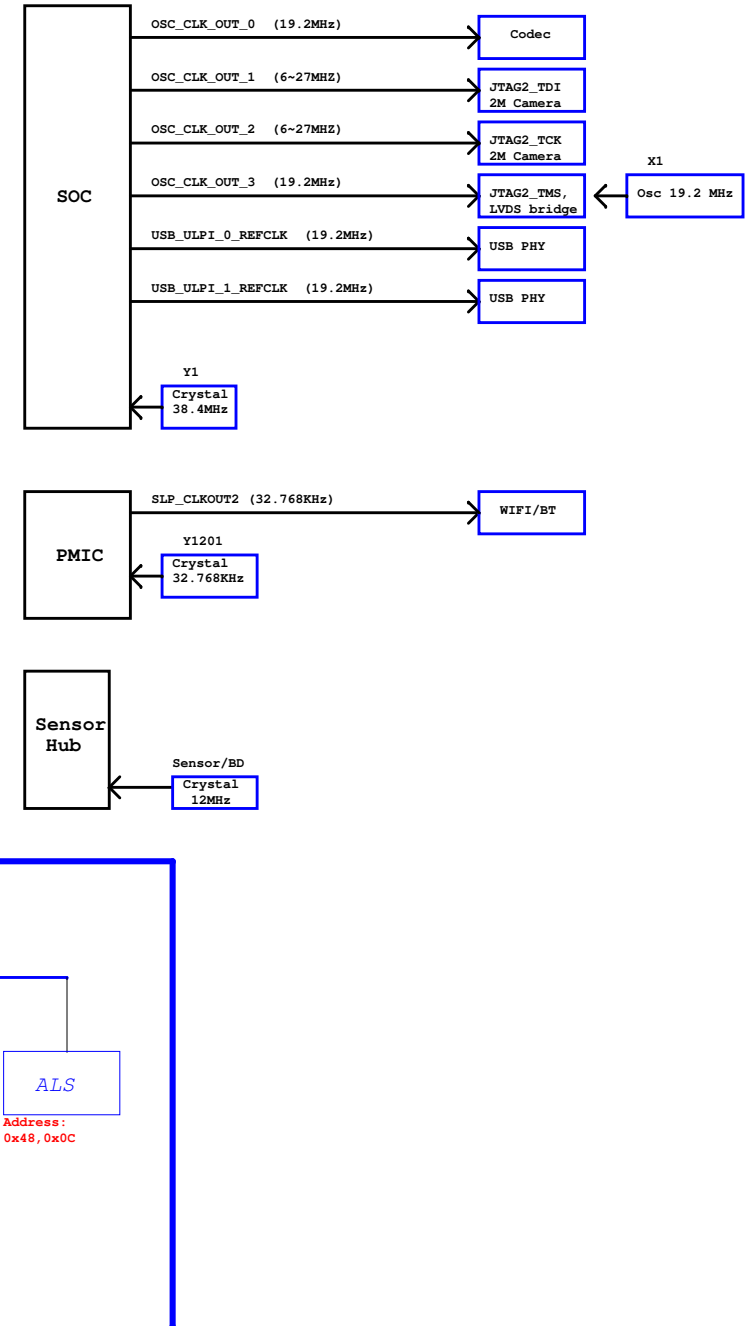 OSC_CLK_OUT_0 (19.2MHz)
Codec
OSC_CLK_OUT_1 (6~27MHZ)
JTAG2_TDI
2M Camera
OSC_CLK_OUT_2 (6~27MHZ)
JTAG2_TCK
2M Camera
X1
SOC
OSC_CLK_OUT_3 (19.2MHz)
JTAG2_TMS,
LVDS bridge
Osc 19.2 MHz
USB_ULPI_0_REFCLK (19.2MHz)
USB PHY
USB_ULPI_1_REFCLK (19.2MHz)
USB PHY
Y1
Crystal
38.4MHz
SLP_CLKOUT2 (32.768KHz)
WIFI/BT
PMIC
Y1201
Crystal
32.768KHz
Sensor
Hub
Sensor/BD
Crystal
12MHz
ALS
Address:
0x48,0x0C